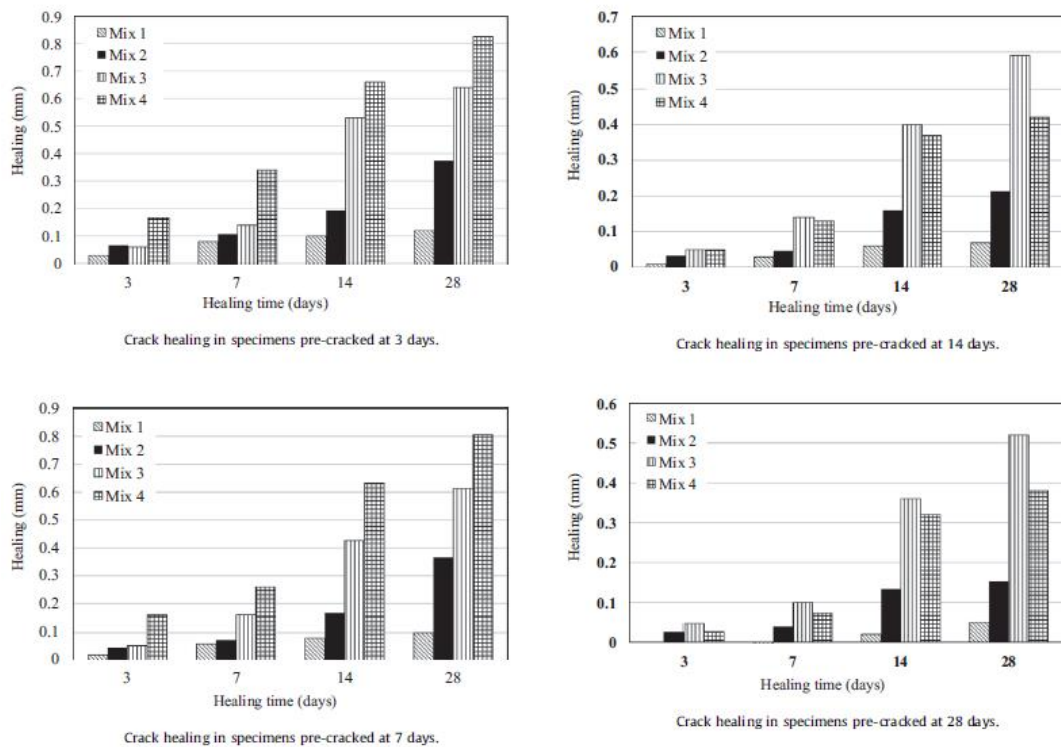 0.9
0.8
0.7
0.6
0.5
0.4
0.3
0.2
0.1
0
Healing (mm)
Mix 1
Mix 2
Mix 3
Mix 4
3 7 14 28
Healing time (days)
Crack healing in specimens pre-cracked at 3 days.
0.7
0.6
0.5
0.4
0.3
0.2
0.1
0
Healing (mm)
Mix 1
Mix 2
Mix 3
Mix 4
3 7 14 28
Healing time (days)
Crack healing in specimens pre-cracked at 14 days.
0.9
0.8
0.7
0.6
0.5
0.4
0.3
0.2
0.1
0
Healing (mm)
Mix 1
Mix 2
Mix 3
Mix 4
3 7 14 28
Healing time (days)
Crack healing in specimens pre-cracked at 7 days.
0.6
0.5
0.4
0.3
0.2
0.1
0
Healing (mm)
Mix 1
Mix 2
Mix 3
Mix 4
3 7 14 28
Healing time (days)
Crack healing in specimens pre-cracked at 28 days.